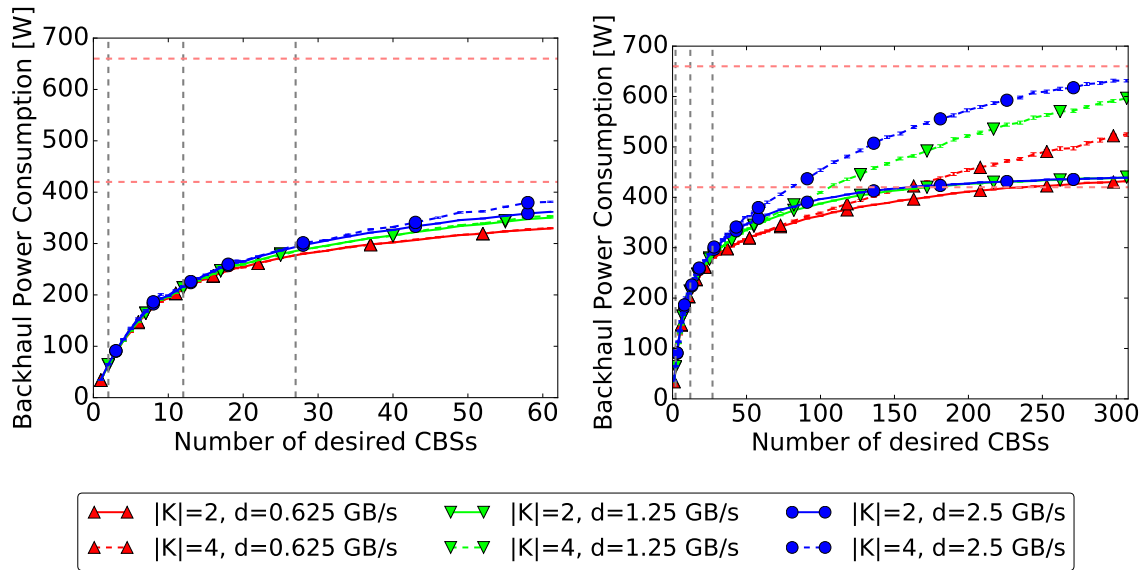 Backhaul Power Consumption [W]
700
600
500
400
300
200
100
0
0 10 20 30 40 50 60
Number of desired CBSs
Backhaul Power Consumption [W]
700
600
500
400
300
200
100
0
0 50 100 150 200 250 300
Number of desired CBSs
|K|=2, d=0.625 GB/s |K|=2, d=1.25 GB/s |K|=2, d=2.5 GB/s
|K|=4, d=0.625 GB/s |K|=4, d=1.25 GB/s |K|=4, d=2.5 GB/s